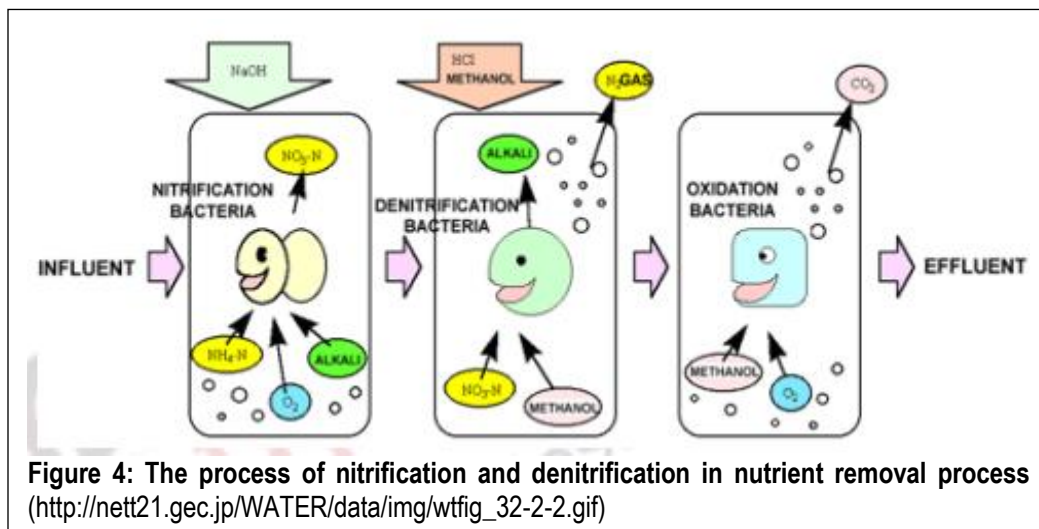 NaOH
HCl
METHANOL
N₂GAS
CO₂
NO₃-N
ALKALI
NITRIFICATION
BACTERIA
DENITRIFICATION
BACTERIA
OXIDATION
BACTERIA
INFLUENT
EFFLUENT
NH₄-N
ALKALI
O₂
NO₃-N
METHANOL
METHANOL
O₂
Figure 4: The process of nitrification and denitrification in nutrient removal process
(http://nett21.gec.jp/WATER/data/img/wtfig_32-2-2.gif)